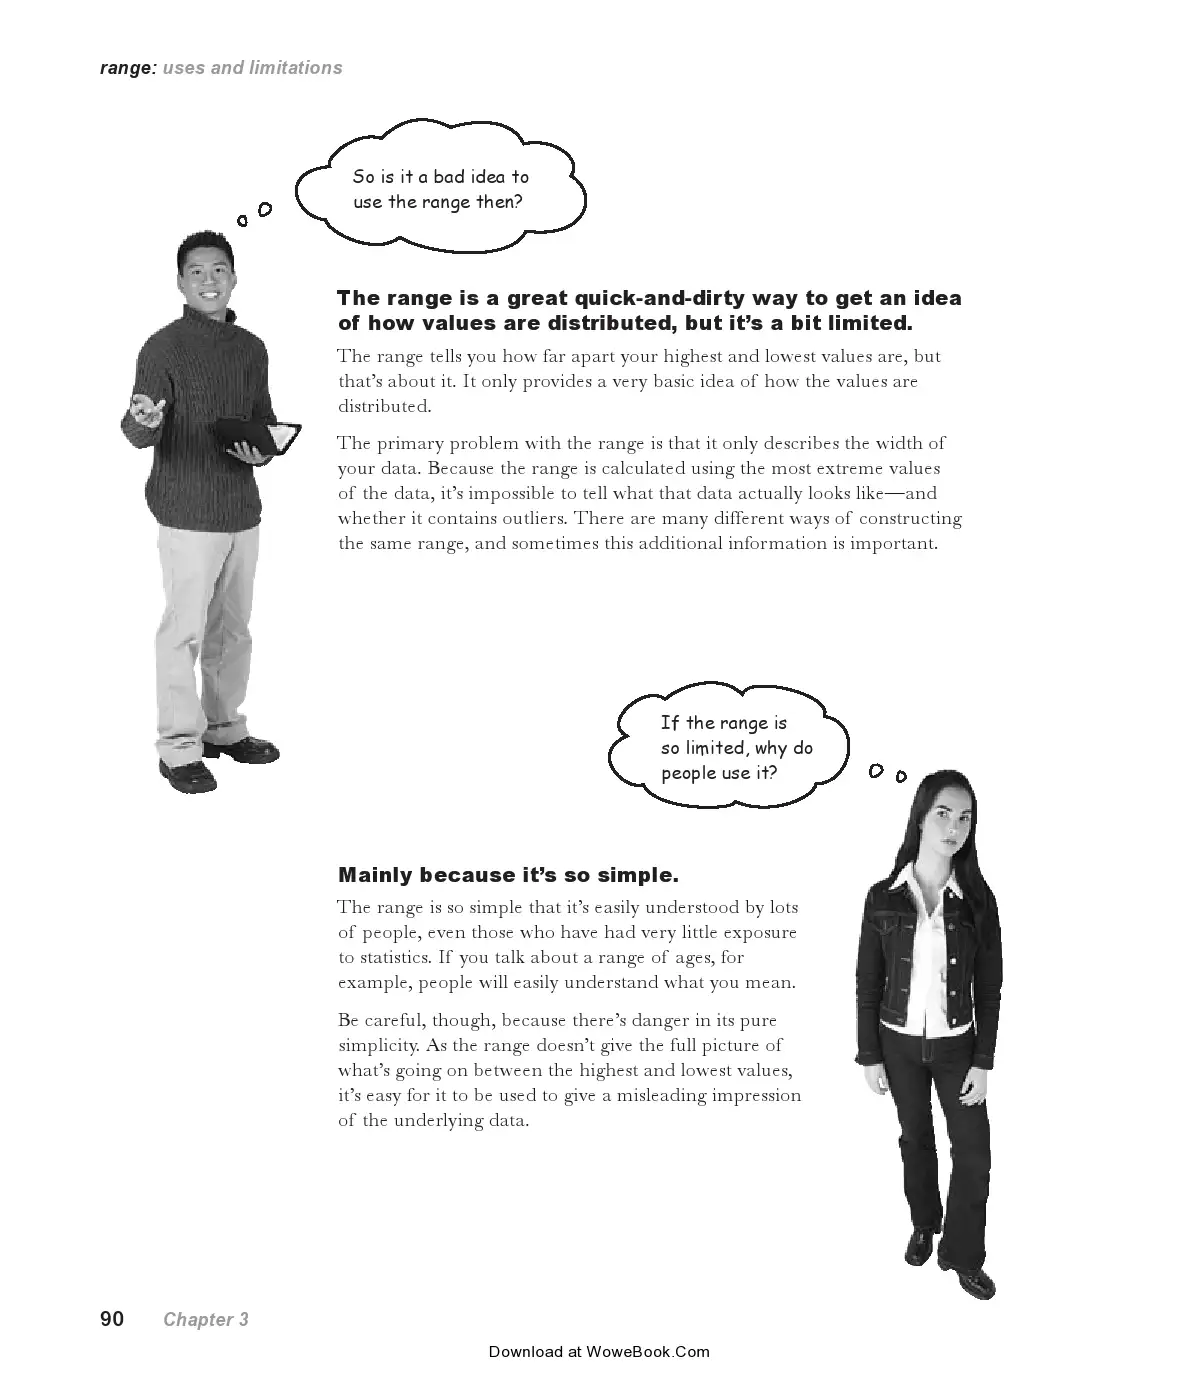 range: uses and limitations
So is it a bad idea to
use the range then?
The range is a great quick-and-dirty way to get an idea
of how values are distributed, but it’s a bit limited.
The range tells you how far apart your highest and lowest values are, but
that’s about it. It only provides a very basic idea of how the values are
distributed.
The primary problem with the range is that it only describes the width of
your data. Because the range is calculated using the most extreme values
of the data, it’s impossible to tell what that data actually looks like—and
whether it contains outliers. There are many different ways of constructing
the same range, and sometimes this additional information is important.
If the range is
so limited, why do
people use it?
Mainly because it’s so simple.
The range is so simple that it’s easily understood by lots
of people, even those who have had very little exposure
to statistics. If you talk about a range of ages, for
example, people will easily understand what you mean.
Be careful, though, because there’s danger in its pure
simplicity. As the range doesn’t give the full picture of
what’s going on between the highest and lowest values,
it’s easy for it to be used to give a misleading impression
of the underlying data.
90 Chapter 3
Download at WoweBook.Com